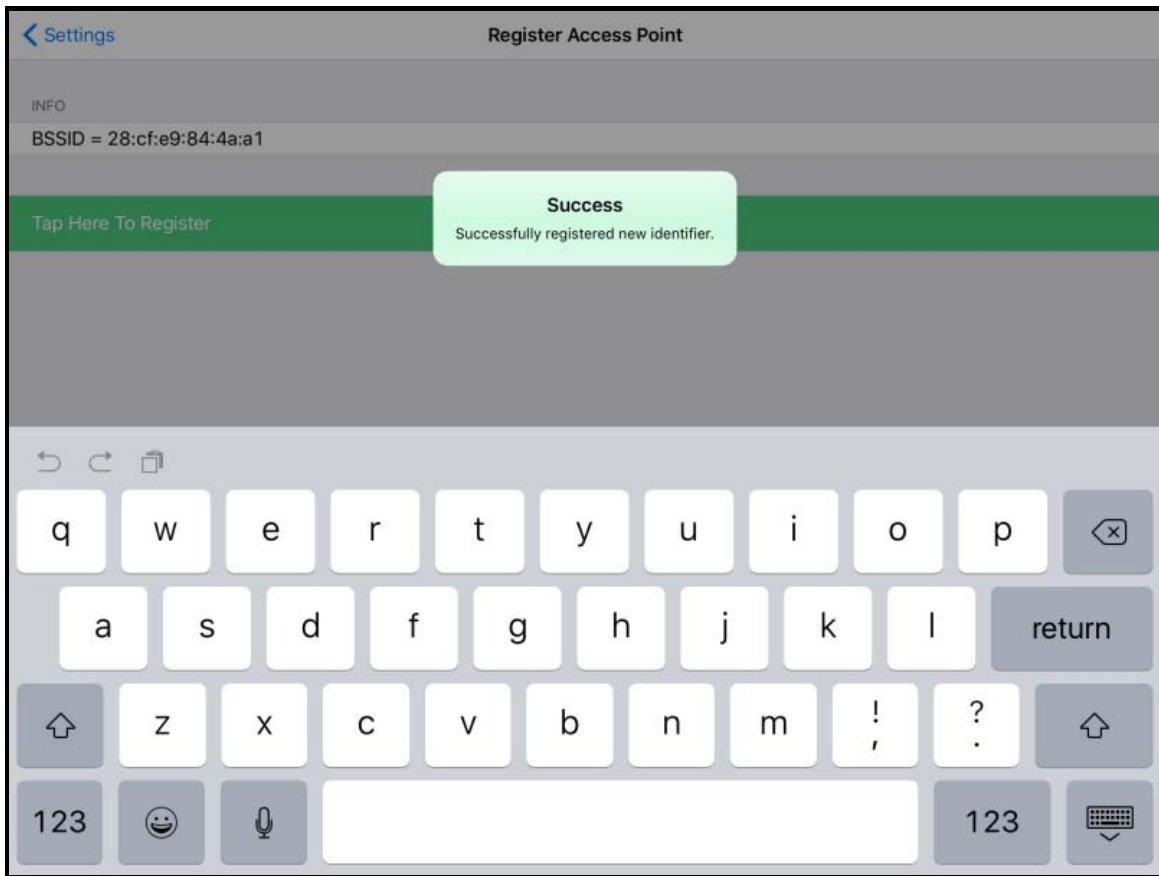 Settings
Register Access Point
INFO
BSSID = 28:cf:e9:84:4a:a1
Tap Here To Register
Success
Successfully registered new identifier.
q w e r t y u i o p
a s d f g h j k l return
z x c v b n m ! , ? .
123 123